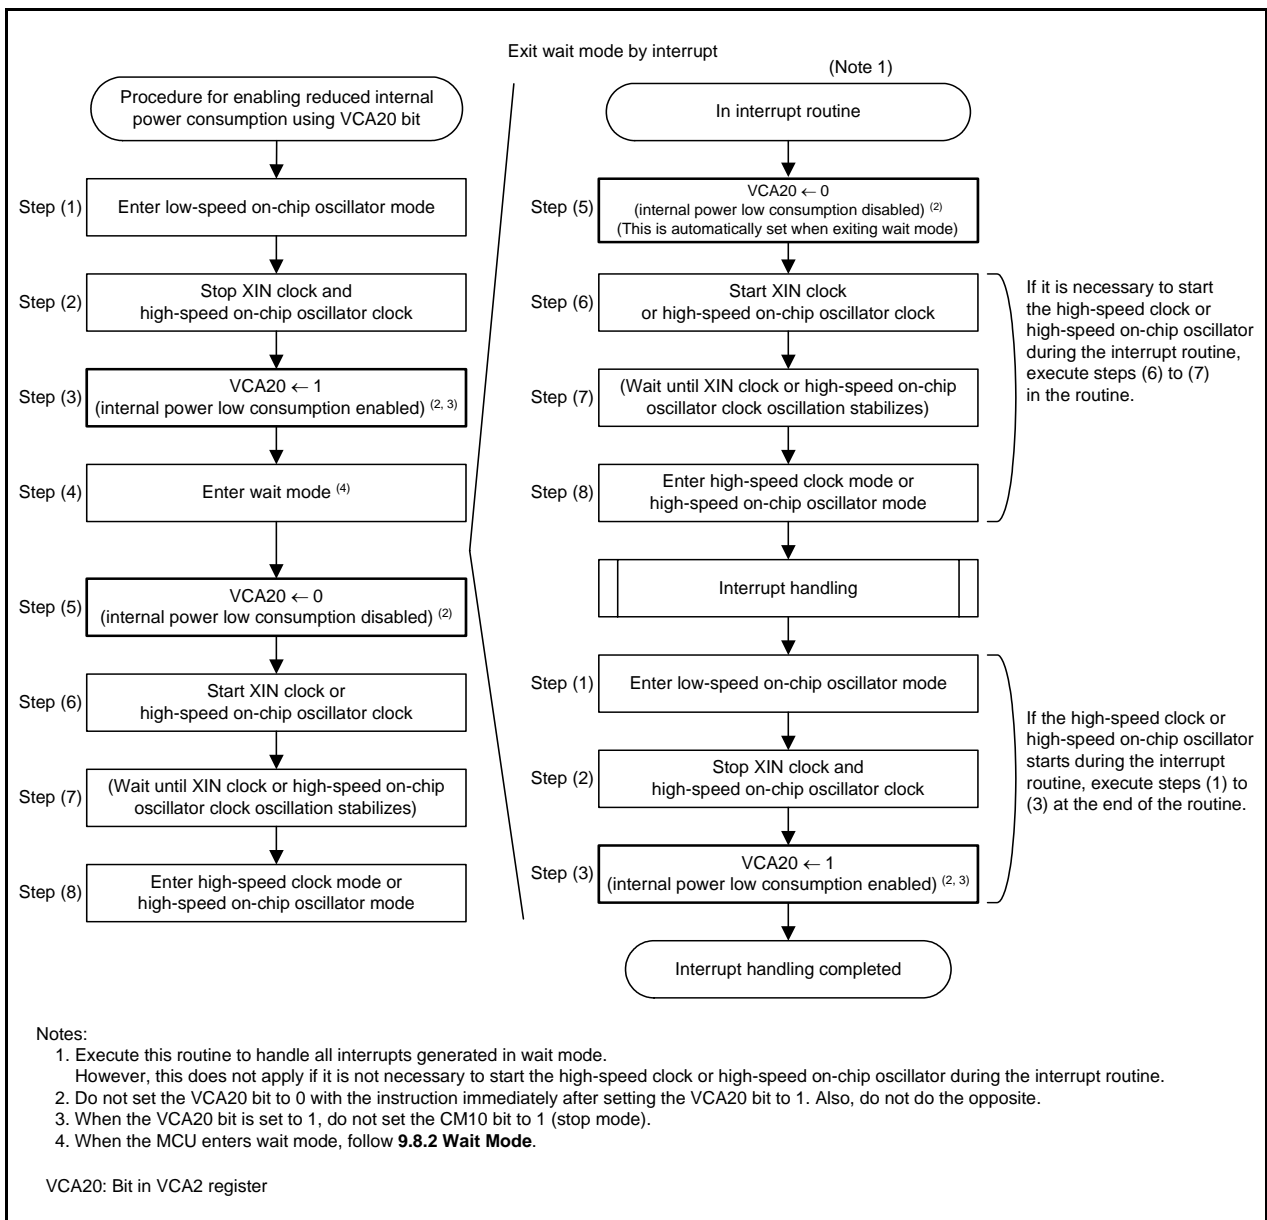 Exit wait mode by interrupt
(Note 1)
Procedure for enabling reduced internal
power consumption using VCA20 bit
Step (1)
Enter low-speed on-chip oscillator mode
Step (2)
Stop XIN clock and
high-speed on-chip oscillator clock
Step (3)
VCA20 ← 1
(internal power low consumption enabled) (2, 3)
Step (4)
Enter wait mode (4)
Step (5)
VCA20 ← 0
(internal power low consumption disabled) (2)
Step (6)
Start XIN clock or
high-speed on-chip oscillator clock
Step (7)
(Wait until XIN clock or high-speed on-chip
oscillator clock oscillation stabilizes)
Step (8)
Enter high-speed clock mode or
high-speed on-chip oscillator mode
In interrupt routine
Step (5)
VCA20 ← 0
(internal power low consumption disabled) (2)
(This is automatically set when exiting wait mode)
Step (6)
Start XIN clock
or high-speed on-chip oscillator clock
Step (7)
(Wait until XIN clock or high-speed on-chip
oscillator clock oscillation stabilizes)
Step (8)
Enter high-speed clock mode or
high-speed on-chip oscillator mode
If it is necessary to start
the high-speed clock or
high-speed on-chip oscillator
during the interrupt routine,
execute steps (6) to (7)
in the routine.
Interrupt handling
Step (1)
Enter low-speed on-chip oscillator mode
Step (2)
Stop XIN clock and
high-speed on-chip oscillator clock
Step (3)
VCA20 ← 1
(internal power low consumption enabled) (2, 3)
If the high-speed clock or
high-speed on-chip oscillator
starts during the interrupt
routine, execute steps (1) to
(3) at the end of the routine.
Interrupt handling completed
Notes:
1. Execute this routine to handle all interrupts generated in wait mode.
However, this does not apply if it is not necessary to start the high-speed clock or high-speed on-chip oscillator during the interrupt routine.
2. Do not set the VCA20 bit to 0 with the instruction immediately after setting the VCA20 bit to 1. Also, do not do the opposite.
3. When the VCA20 bit is set to 1, do not set the CM10 bit to 1 (stop mode).
4. When the MCU enters wait mode, follow 9.8.2 Wait Mode.
VCA20: Bit in VCA2 register